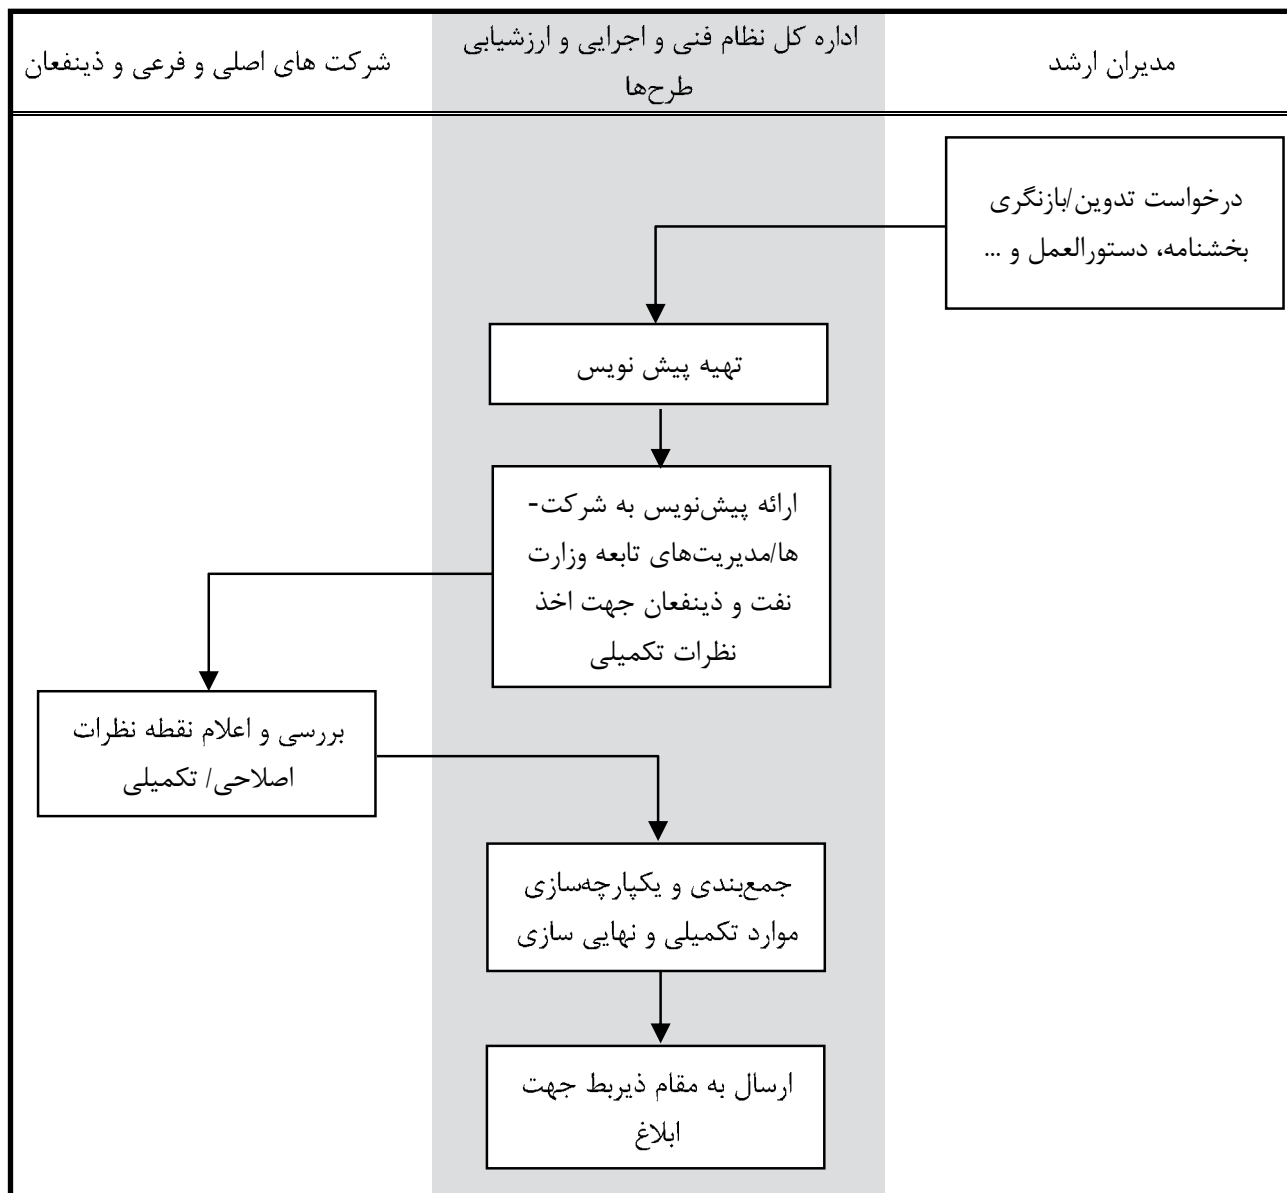 مدیران ارشد
اداره کل نظام فنی و اجرایی و ارزشیابی
طرح‌ها
شرکت های اصلی و فرعی و ذینفعان
درخواست تدوین/بازنگری
بخشنامه، دستورالعمل و ...
تهیه پیش نویس
ارائه پیش‌نویس به شرکت-
ها/مدیریت‌های تابعه وزارت
نفت و ذینفعان جهت اخذ
نظرات تکمیلی
بررسی و اعلام نقطه نظرات
اصلاحی/ تکمیلی
جمع‌بندی و یکپارچه‌سازی
موارد تکمیلی و نهایی سازی
ارسال به مقام ذیربط جهت
ابلاغ